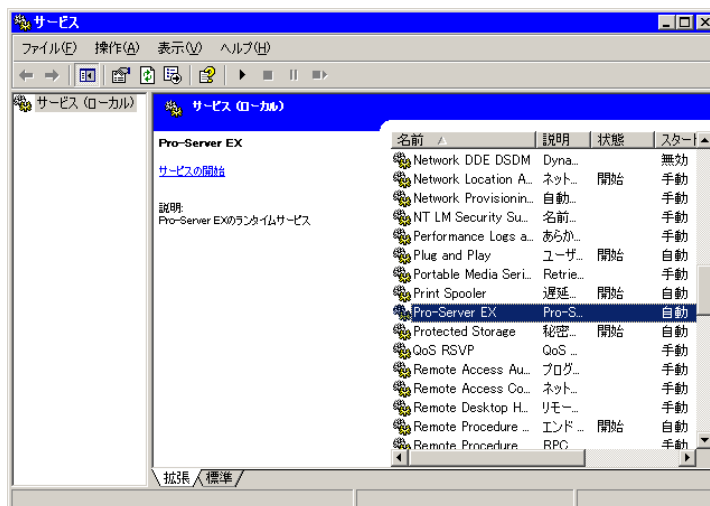 サービス
ファイル(F) 操作(A) 表示(V) ヘルプ(H)
サービス (ローカル)
サービス (ローカル)
Pro-Server EX
サービスの開始
説明:
Pro-Server EXのランタイムサービス
名前 説明 状態 スタート
Network DDE DSDM Dyna... 無効
Network Location A... ネット... 開始 手動
Network Provisionin... 自動... 手動
NT LM Security Su... 名前... 手動
Performance Logs a... あらか... 手動
Plug and Play ユーザ... 開始 自動
Portable Media Seri... Retrie... 手動
Print Spooler 遅延... 開始 自動
Pro-Server EX Pro-S... 自動
Protected Storage 秘密... 開始 自動
QoS RSVP QoS ... 手動
Remote Access Au... プログ... 手動
Remote Access Co... ネット... 手動
Remote Desktop H... リモー... 手動
Remote Procedure ... エンド ... 開始 自動
Remote Procedure RPC 手動
拡張 標準